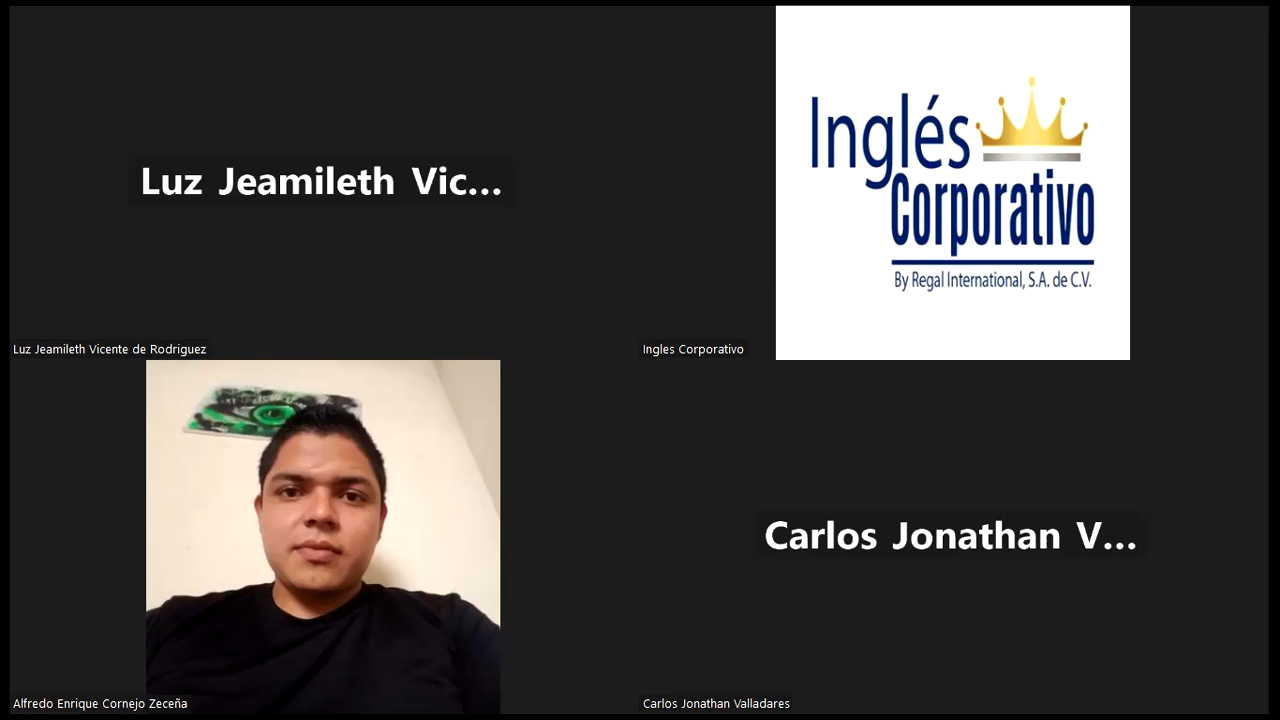 Luz Jeamileth Vic...
Luz Jeamileth Vicente de Rodriguez
Inglés
Corporativo
By Regal International, S.A. de C.V.
Ingles Corporativo
Alfredo Enrique Cornejo Zeceña
Carlos Jonathan V...
Carlos Jonathan Valladares